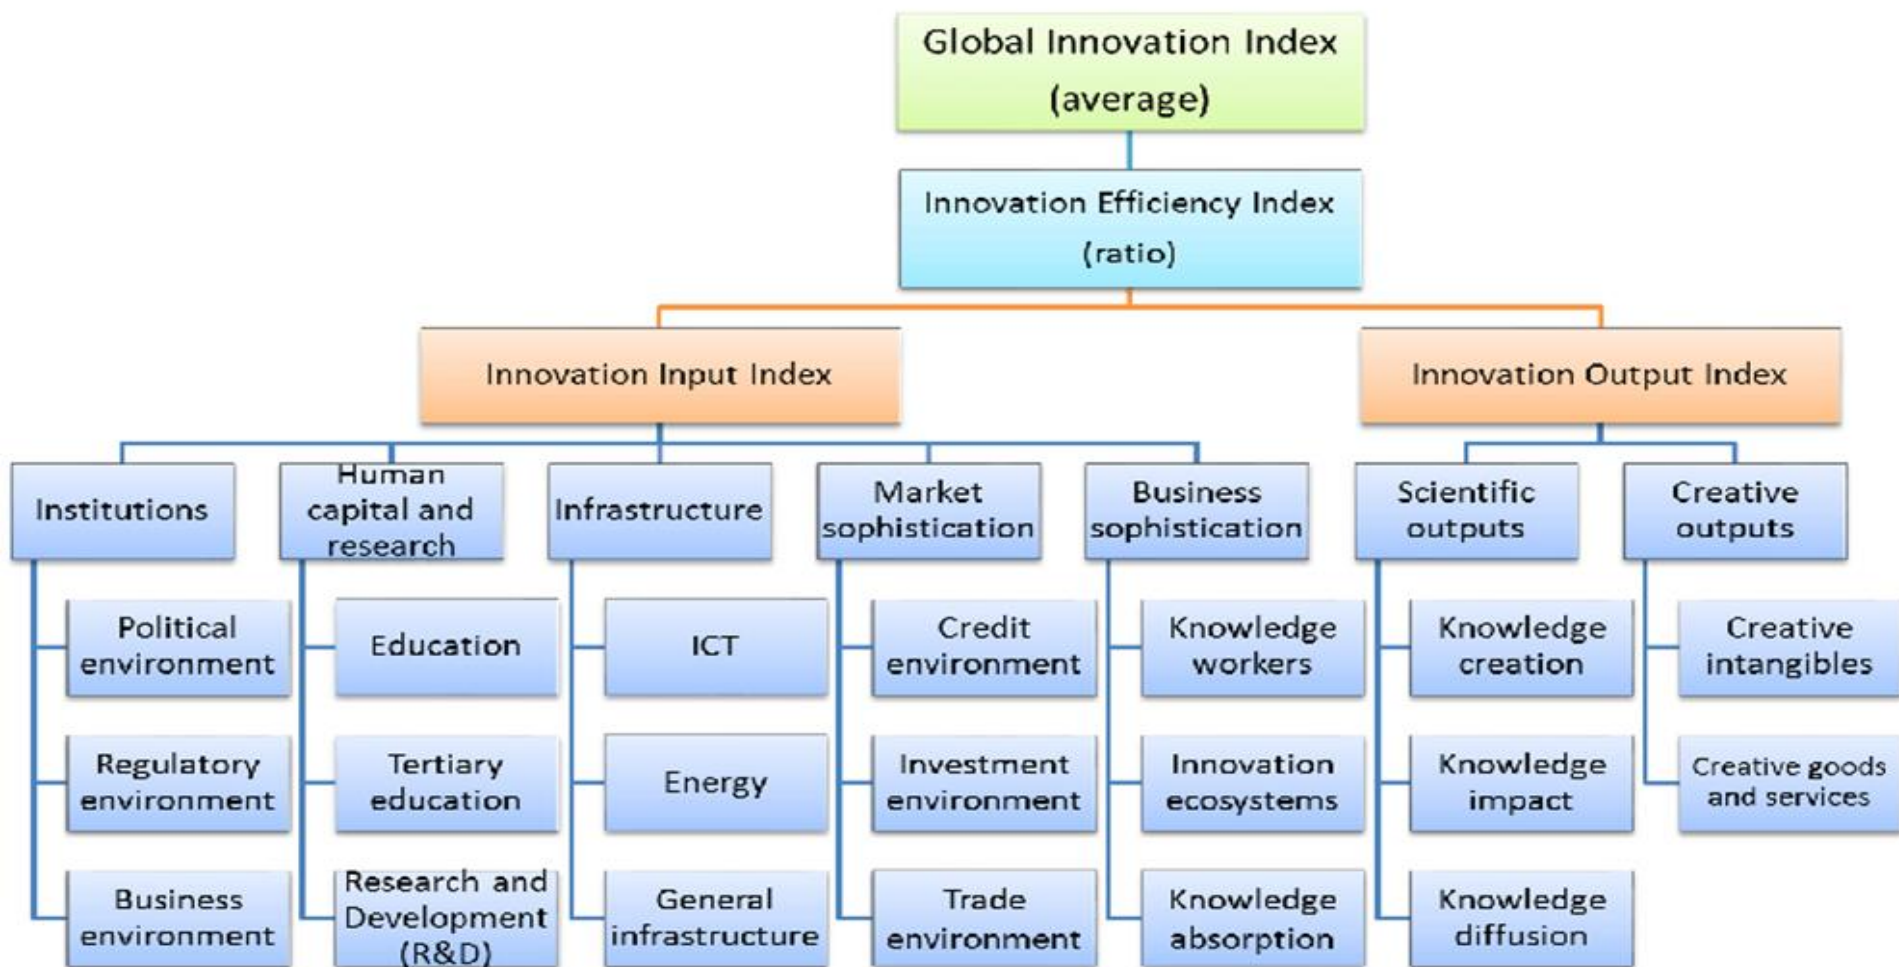 Global Innovation Index
(average)
Innovation Efficiency Index
(ratio)
Innovation Input Index
Innovation Output Index
Institutions
Human
capital and
research
Infrastructure
Market
sophistication
Business
sophistication
Scientific
outputs
Creative
outputs
Political
environment
Education
ICT
Credit
environment
Knowledge
workers
Knowledge
creation
Creative
intangibles
Regulatory
environment
Tertiary
education
Energy
Investment
environment
Innovation
ecosystems
Knowledge
impact
Creative goods
and services
Business
environment
Research and
Development
(R&D)
General
infrastructure
Trade
environment
Knowledge
absorption
Knowledge
diffusion